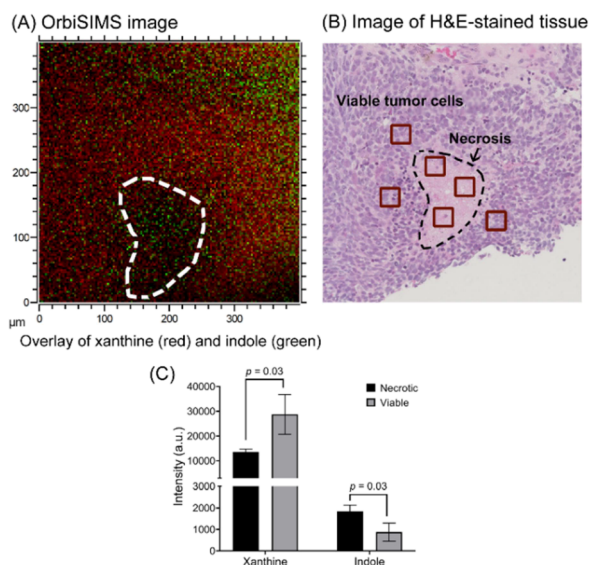 (A) OrbiSIMS image
(B) Image of H&E-stained tissue
300
200
100
0
µm
0
100
200
300
Viable tumor cells
Necrosis
Overlay of xanthine (red) and indole (green)
(C)
p = 0.03
Necrotic
Viable
40000
30000
20000
10000
3000
2000
1000
0
Intensity (a.u.)
p = 0.03
Xanthine
Indole